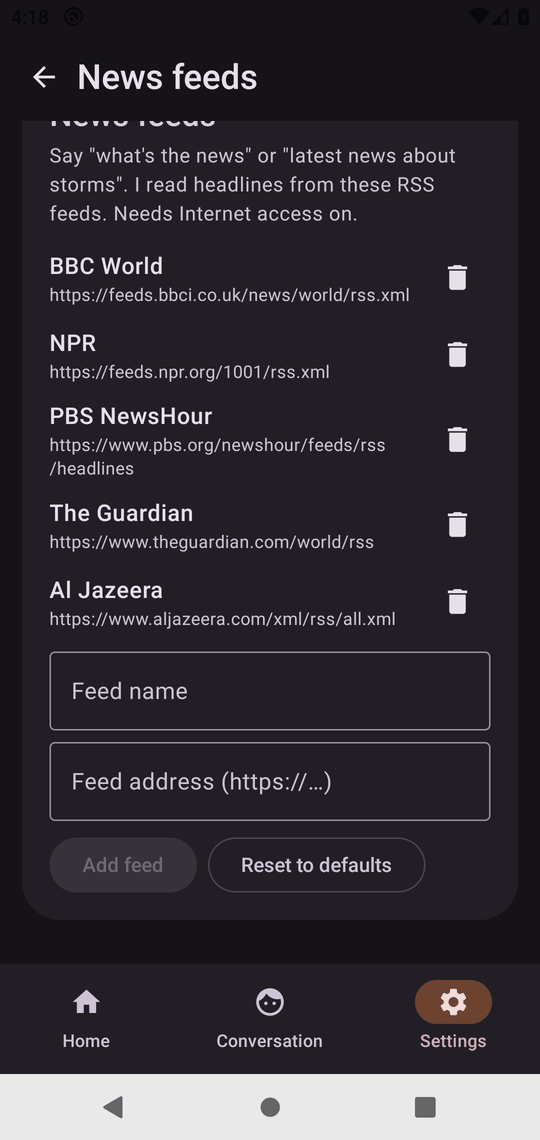 4:18
News feeds
News feeds
Say "what's the news" or "latest news about
storms". I read headlines from these RSS
feeds. Needs Internet access on.
BBC World
https://feeds.bbci.co.uk/news/world/rss.xml
NPR
https://feeds.npr.org/1001/rss.xml
PBS NewsHour
https://www.pbs.org/newshour/feeds/rss
/headlines
The Guardian
https://www.theguardian.com/world/rss
Al Jazeera
https://www.aljazeera.com/xml/rss/all.xml
Feed name
Feed address (https://…)
Add feed
Reset to defaults
Home
Conversation
Settings